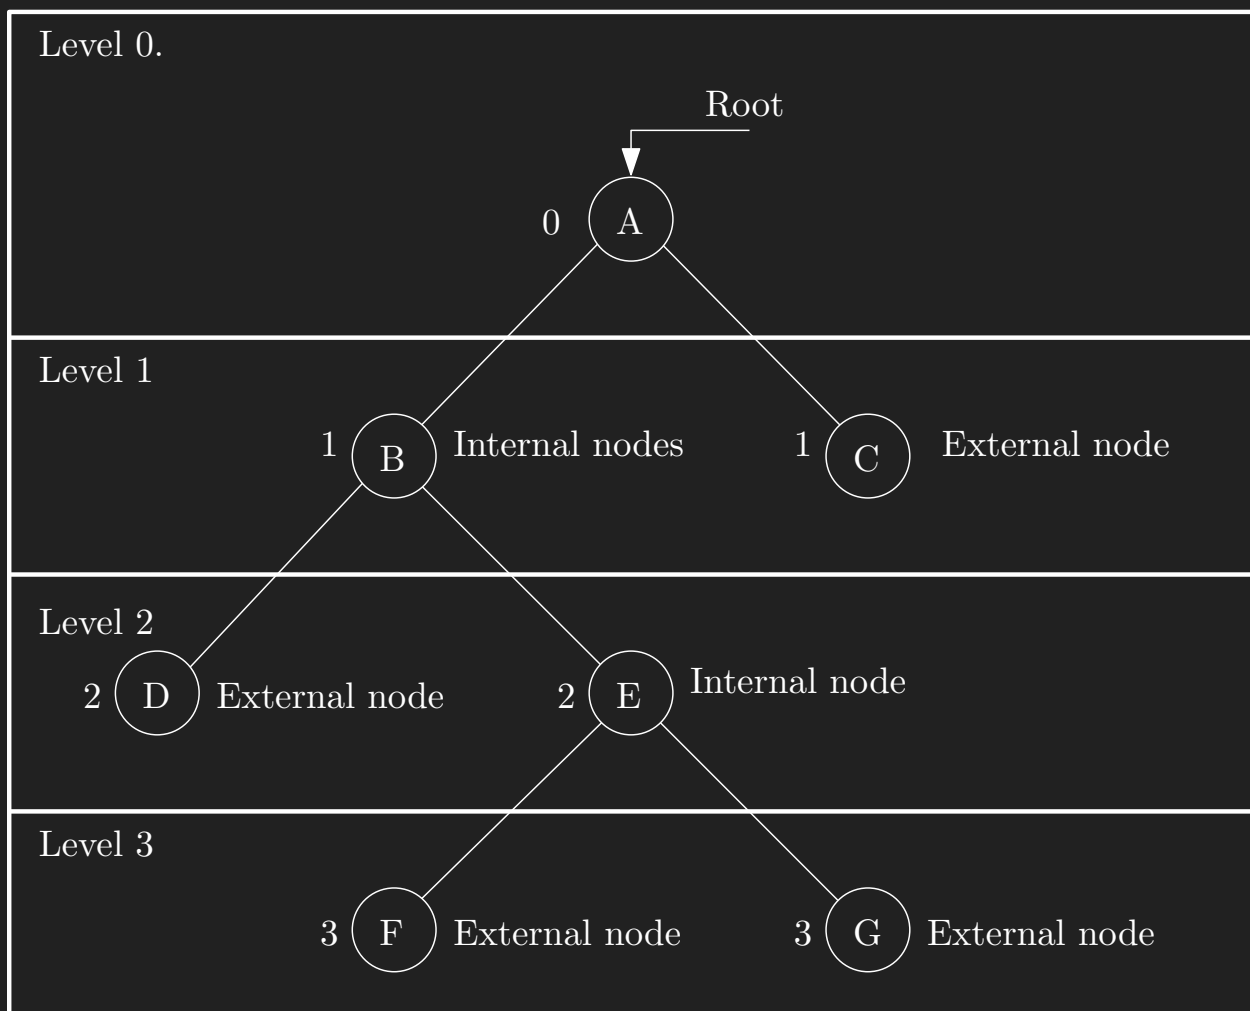 Level 0.
Root
0 A
Level 1
1 B Internal nodes 1 C External node
Level 2
2 D External node 2 E Internal node
Level 3
3 F External node 3 G External node